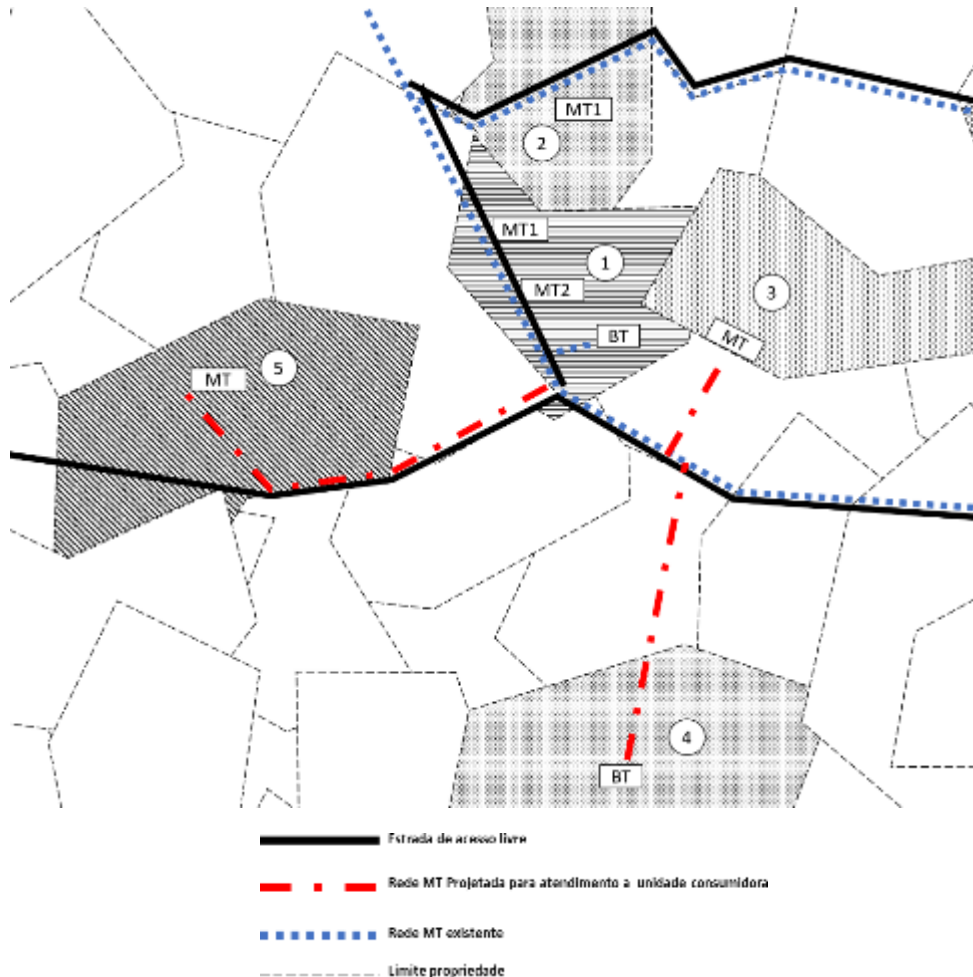 MT1
2
MT1
1
MT2
3
BT
MT
5
MT
4
BT
Estrada de acesso livre
Rede MT Projetada para atendimento a unidade consumidora
Rede MT existente
Limite propriedade